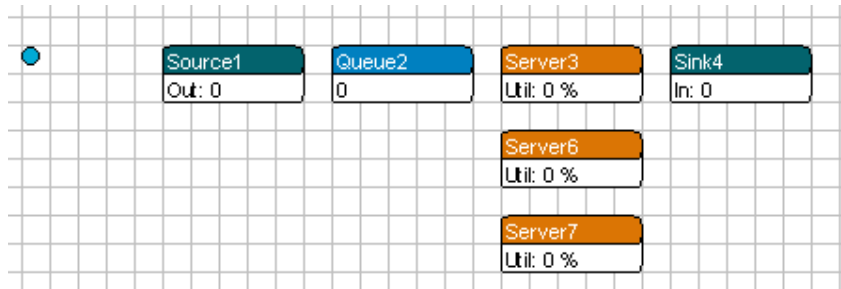 Source1
Out: 0
Queue2
0
Server3
Util: 0 %
Sink4
In: 0
Server6
Util: 0 %
Server7
Util: 0 %